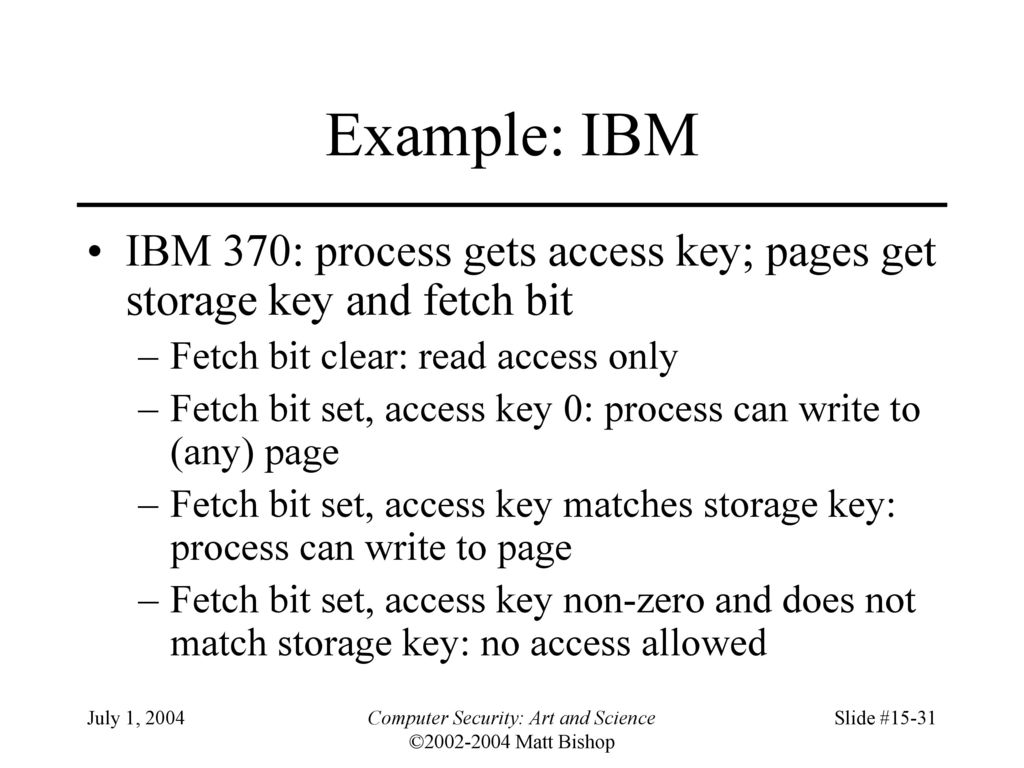 Example: IBM
• IBM 370: process gets access key; pages get
storage key and fetch bit
– Fetch bit clear: read access only
– Fetch bit set, access key 0: process can write to
(any) page
– Fetch bit set, access key matches storage key:
process can write to page
– Fetch bit set, access key non-zero and does not
match storage key: no access allowed
July 1, 2004
Computer Security: Art and Science
©2002-2004 Matt Bishop
Slide #15-31